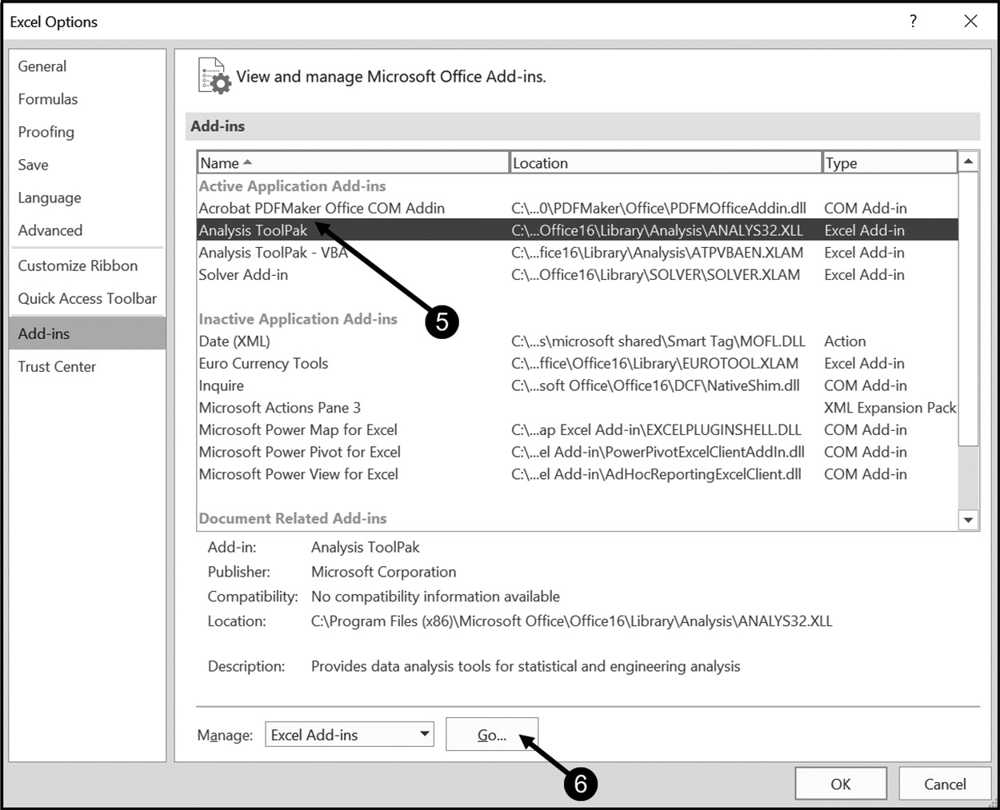 Excel Options ?
General
Formulas
Proofing
Save
Language
Advanced
Customize Ribbon
Quick Access Toolbar
Add-ins
Trust Center
View and manage Microsoft Office Add-ins.
Add-ins
Name Location Type
Active Application Add-ins
Acrobat PDFMaker Office COM Addin C:\...0\PDFMaker\Office\PDFMOfficeAddin.dll COM Add-in
Analysis ToolPak C:\...Office16\Library\Analysis\ANALYS32.XLL Excel Add-in
Analysis ToolPak - VBA C:\...fice16\Library\Analysis\ATPVBAEN.XLAM Excel Add-in
Solver Add-in C:\...Office16\Library\SOLVER\SOLVER.XLAM Excel Add-in
5
Inactive Application Add-ins
Date (XML) C:\...s\microsoft shared\Smart Tag\MOFL.DLL Action
Euro Currency Tools C:\...ffice\Office16\Library\EUROTOOL.XLAM Excel Add-in
Inquire C:\...soft Office\Office16\DCF\NativeShim.dll COM Add-in
Microsoft Actions Pane 3 XML Expansion Pack
Microsoft Power Map for Excel C:\...ap Excel Add-in\EXCELPLUGINSHELL.DLL COM Add-in
Microsoft Power Pivot for Excel C:\...el Add-in\PowerPivotExcelClientAddIn.dll COM Add-in
Microsoft Power View for Excel C:\...el Add-in\AdHocReportingExcelClient.dll COM Add-in
Document Related Add-ins
Add-in: Analysis ToolPak
Publisher: Microsoft Corporation
Compatibility: No compatibility information available
Location: C:\Program Files (x86)\Microsoft Office\Office16\Library\Analysis\ANALYS32.XLL
Description: Provides data analysis tools for statistical and engineering analysis
Manage: Excel Add-ins Go...
6
OK Cancel